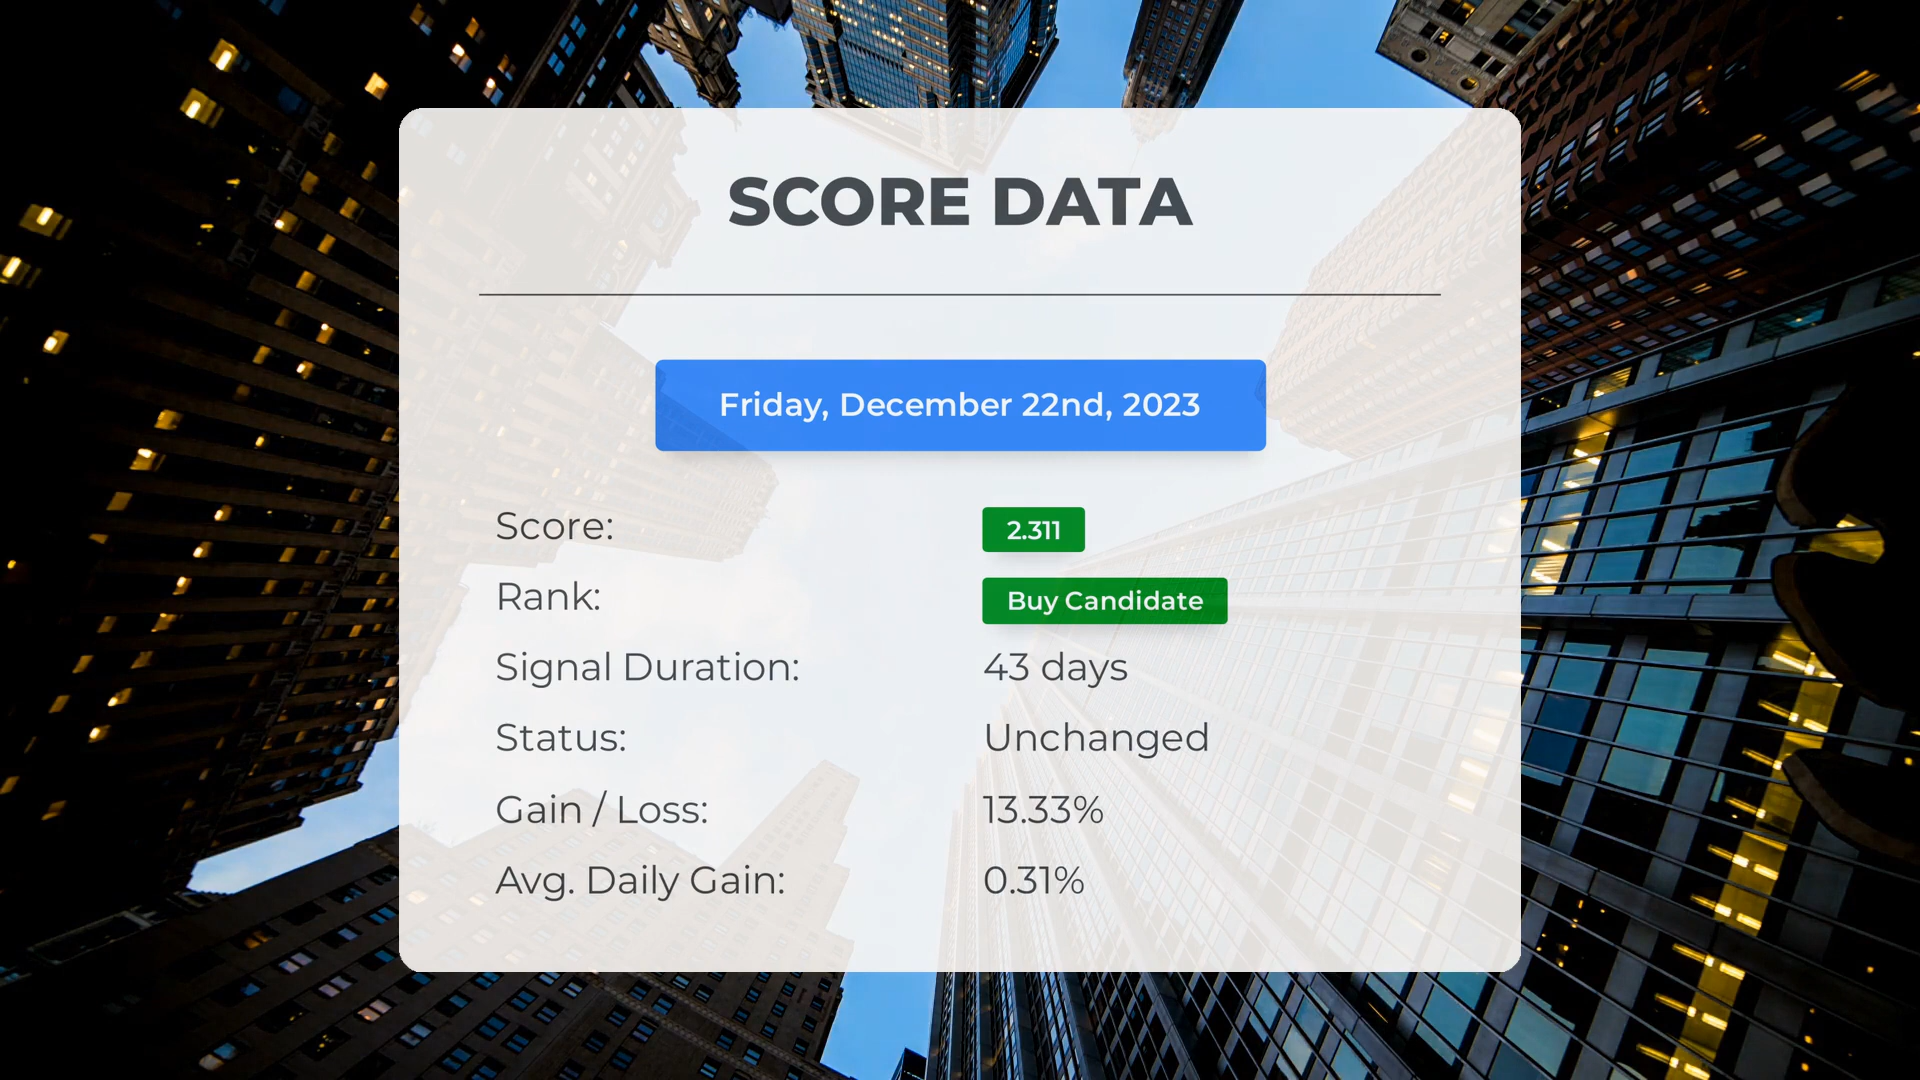 SCORE DATA
Friday, December 22nd, 2023
Score: 2.311
Rank: Buy Candidate
Signal Duration: 43 days
Status: Unchanged
Gain / Loss: 13.33%
Avg. Daily Gain: 0.31%